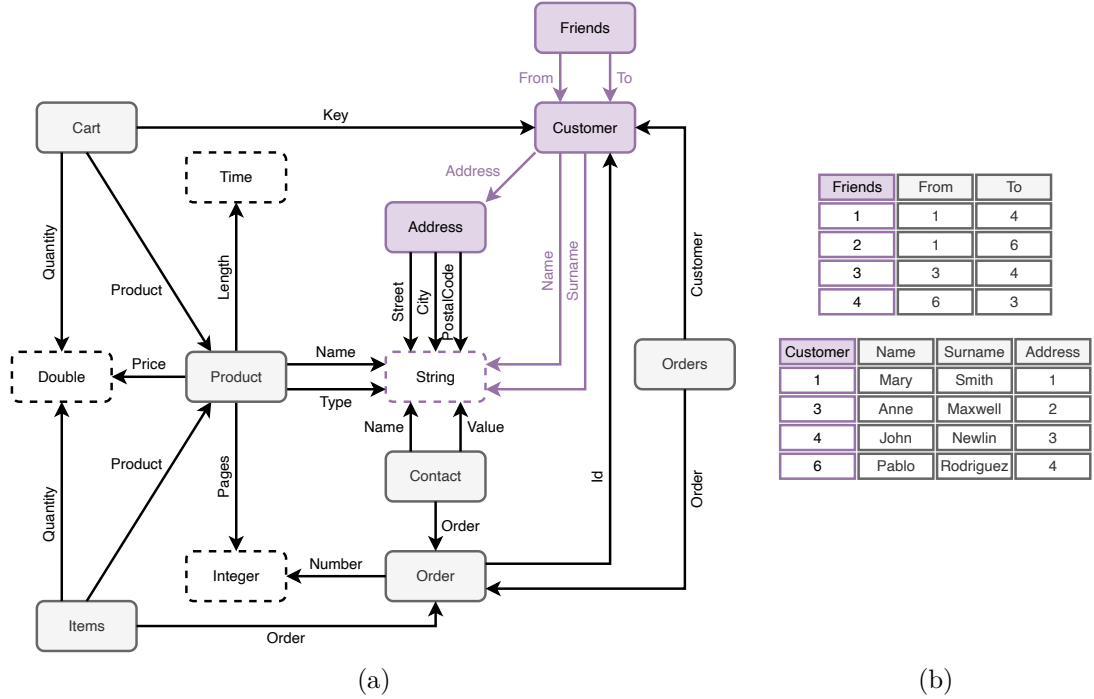 Friends
From To
Cart
Key
Customer
Time
Address
Address
Quantity
Product
Length
Street
City
PostalCode
Name
Surname
Customer
Double
Price
Product
Name
Type
String
Orders
Name
Value
Quantity
Product
Pages
Contact
Id
Order
Order
Integer
Number
Order
Items
Order
(a)
Friends From To
1 1 4
2 1 6
3 3 4
4 6 3
Customer Name Surname Address
1 Mary Smith 1
3 Anne Maxwell 2
4 John Newlin 3
6 Pablo Rodriguez 4
(b)